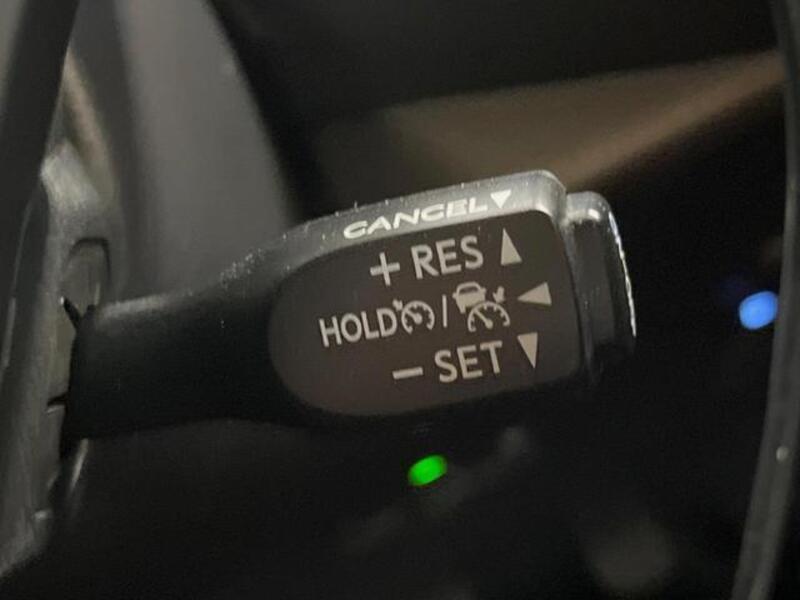 CANCEL▼
+ RES ▲
HOLD / ◀
− SET ▼